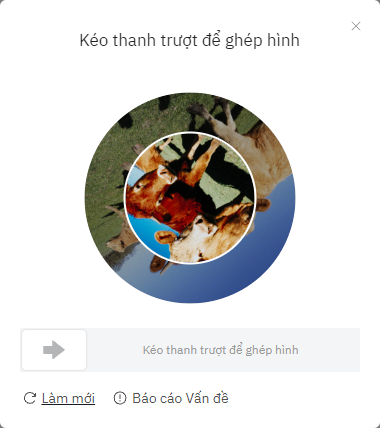 Kéo thanh trượt để ghép hình
Kéo thanh trượt để ghép hình
Làm mới
Báo cáo Vấn đề